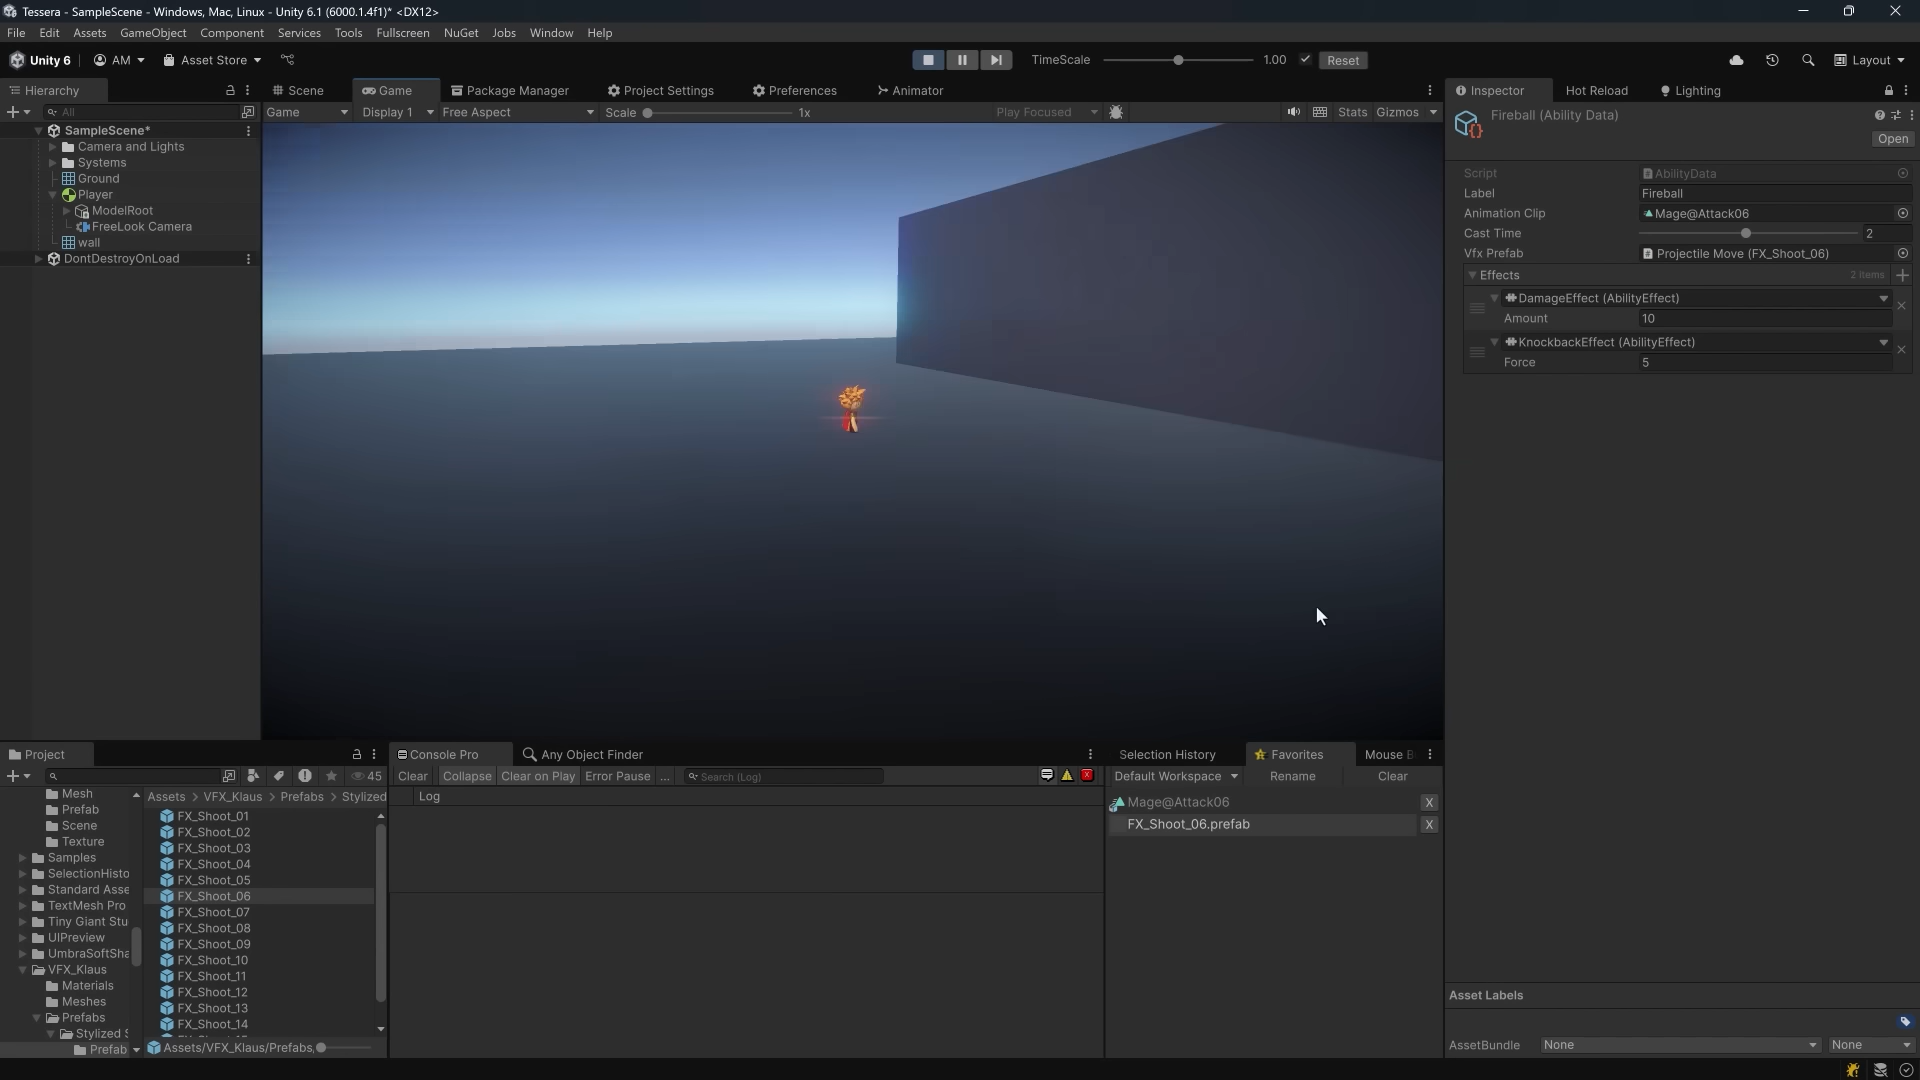 Tessera - SampleScene - Windows, Mac, Linux - Unity 6.1 (6000.1.4f1)* <DX12>
File Edit Assets GameObject Component Services Tools Fullscreen NuGet Jobs Window Help
Unity 6 AM Asset Store TimeScale 1.00 Reset Layout
Hierarchy Scene Game Package Manager Project Settings Preferences Animator Inspector Hot Reload Lighting
All Game Display 1 Free Aspect Scale 1x Play Focused Stats Gizmos
Fireball (Ability Data)
Open
SampleScene*
Camera and Lights
Systems
Ground
Player
ModelRoot
FreeLook Camera
wall
DontDestroyOnLoad
Script AbilityData
Label Fireball
Animation Clip Mage@Attack06
Cast Time 2
Vfx Prefab Projectile Move (FX_Shoot_06)
Effects 2 items
DamageEffect (AbilityEffect)
Amount 10
KnockbackEffect (AbilityEffect)
Force 5
Project Console Pro Any Object Finder Selection History Favorites Mouse B
45 Clear Collapse Clear on Play Error Pause ... Search (Log) Default Workspace Rename Clear
Mesh
Prefab
Scene
Texture
Samples
SelectionHisto
Standard Asse
TextMesh Pro
Tiny Giant Stu
UIPreview
UmbraSoftSha
VFX_Klaus
Materials
Meshes
Prefabs
Stylized S
Prefab
Assets > VFX_Klaus > Prefabs > Stylized
FX_Shoot_01
FX_Shoot_02
FX_Shoot_03
FX_Shoot_04
FX_Shoot_05
FX_Shoot_06
FX_Shoot_07
FX_Shoot_08
FX_Shoot_09
FX_Shoot_10
FX_Shoot_11
FX_Shoot_12
FX_Shoot_13
FX_Shoot_14
Assets/VFX_Klaus/Prefabs,
Log
Mage@Attack06 X
FX_Shoot_06.prefab X
Asset Labels
AssetBundle None None